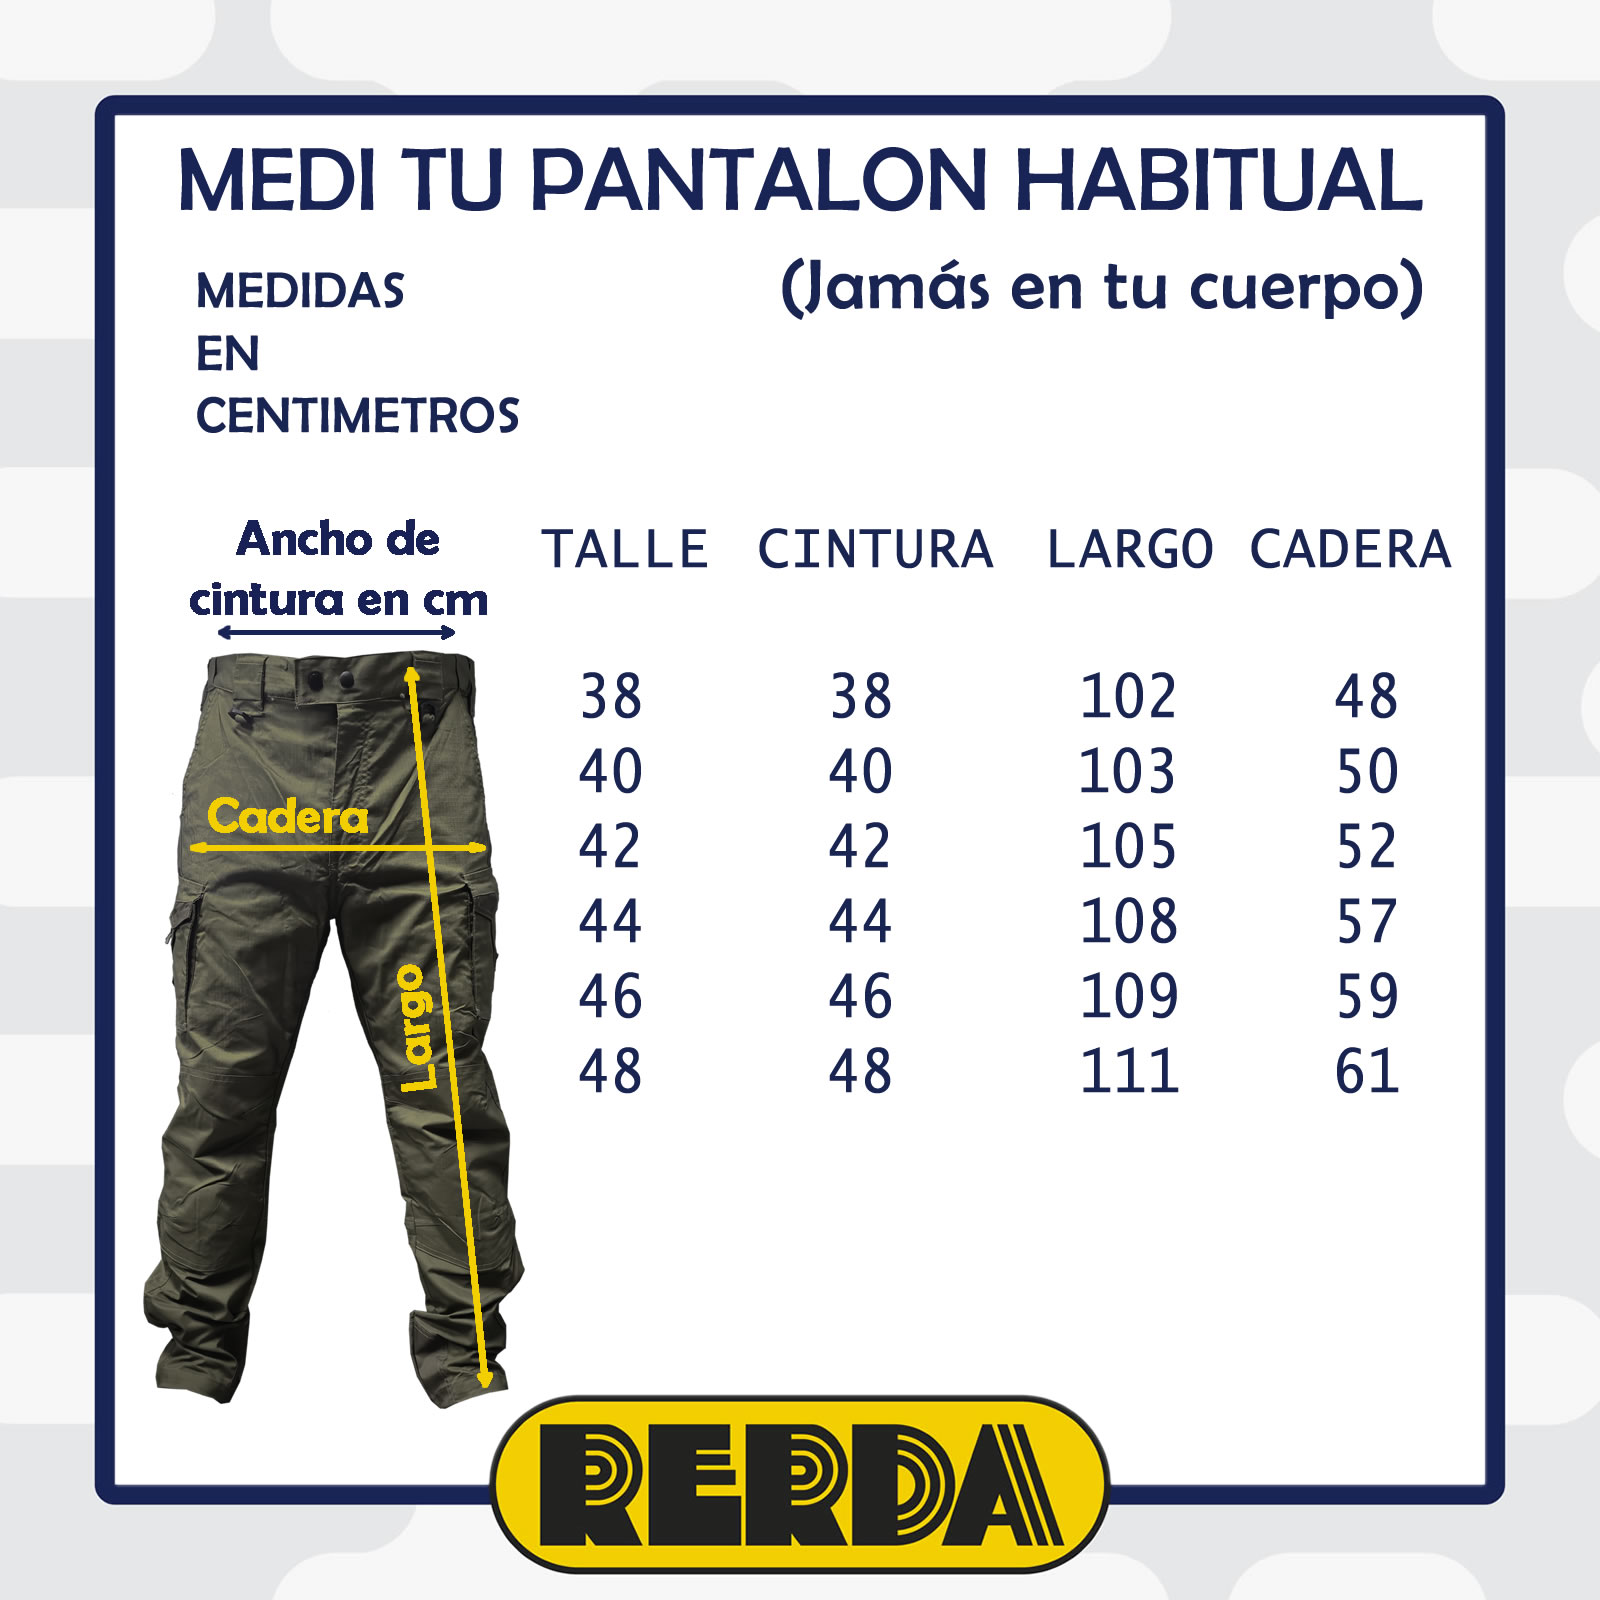 MEDI TU PANTALON HABITUAL
(Jamás en tu cuerpo)
MEDIDAS
EN
CENTIMETROS
Ancho de
cintura en cm
Cadera
Largo
TALLE CINTURA LARGO CADERA
38 38 102 48
40 40 103 50
42 42 105 52
44 44 108 57
46 46 109 59
48 48 111 61
RERDA